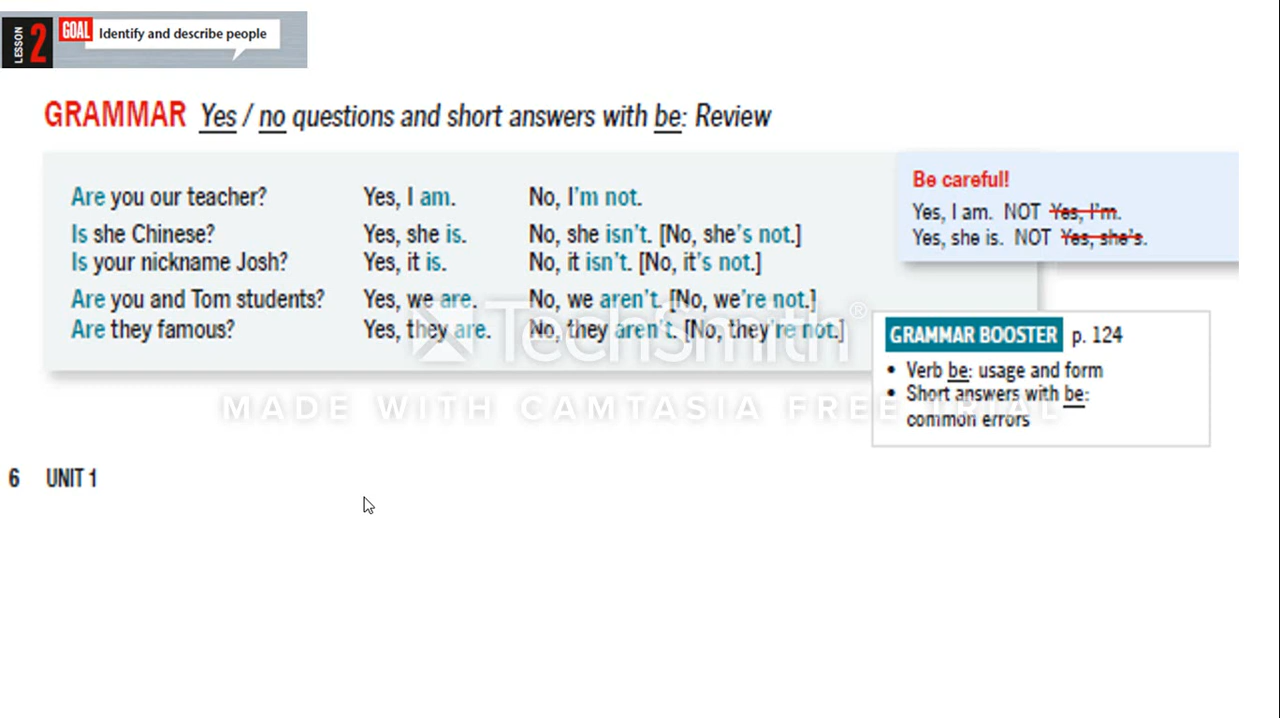 LESSON 2 GOAL Identify and describe people
GRAMMAR Yes / no questions and short answers with be: Review
Are you our teacher? Yes, I am. No, I'm not.
Is she Chinese? Yes, she is. No, she isn't. [No, she's not.]
Is your nickname Josh? Yes, it is. No, it isn't. [No, it's not.]
Are you and Tom students? Yes, we are. No, we aren't. [No, we're not.]
Are they famous? Yes, they are. No, they aren't. [No, they're not.]
Be careful!
Yes, I am. NOT Yes, I'm.
Yes, she is. NOT Yes, she's.
GRAMMAR BOOSTER p. 124
• Verb be: usage and form
• Short answers with be:
common errors
TechSmith®
MADE WITH CAMTASIA FREE TRIAL
6 UNIT 1